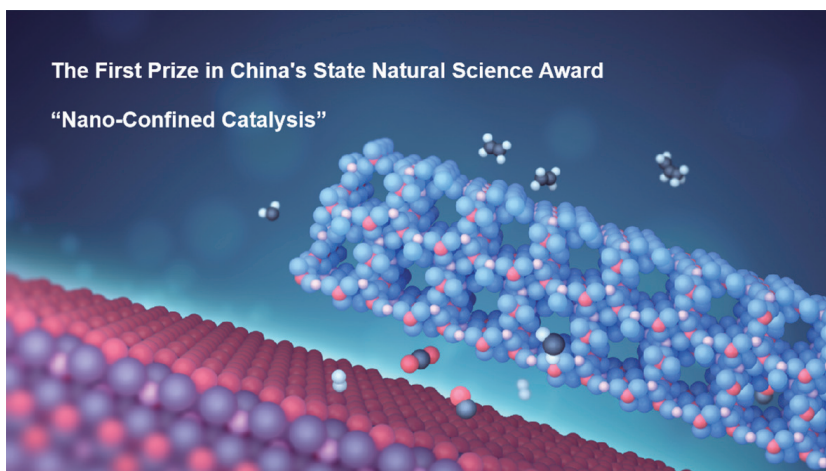 The First Prize in China's State Natural Science Award
“Nano-Confined Catalysis”